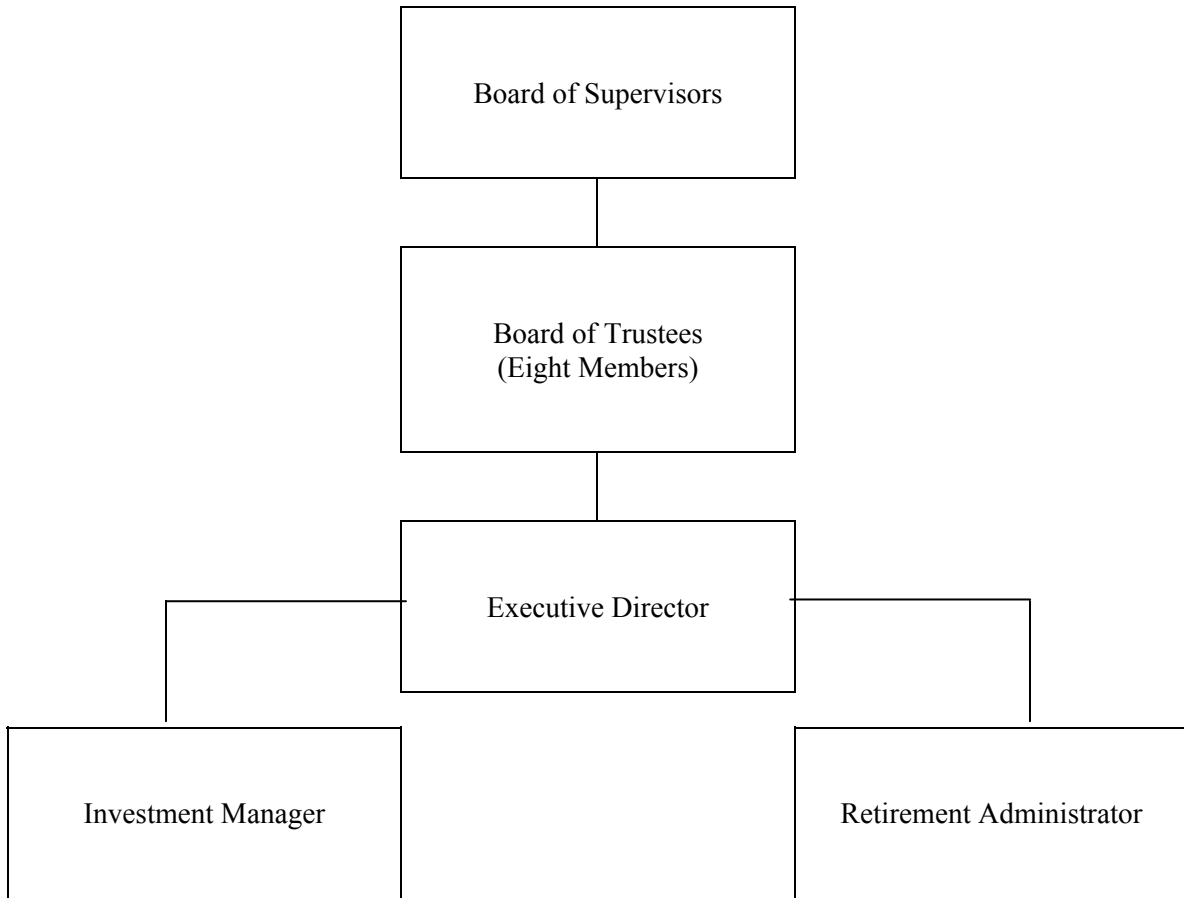 Board of Supervisors
Board of Trustees
(Eight Members)
Executive Director
Investment Manager
Retirement Administrator